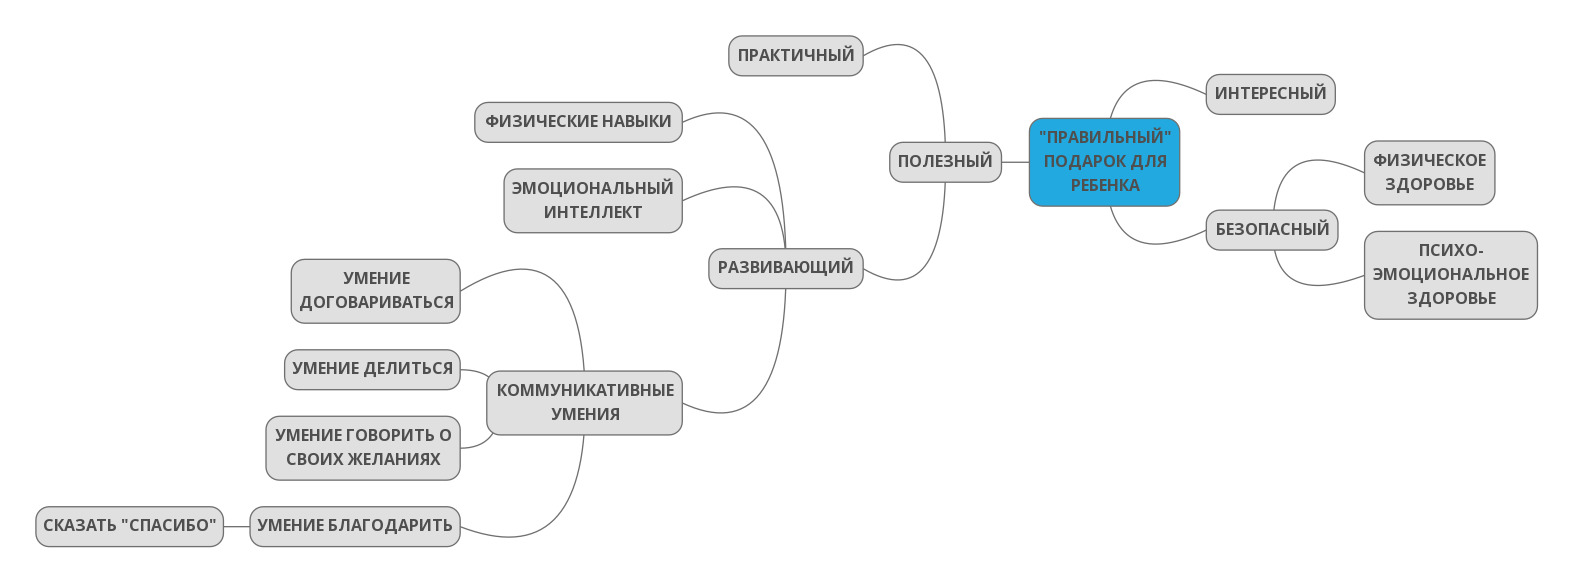 ПРАКТИЧНЫЙ
ФИЗИЧЕСКИЕ НАВЫКИ
ЭМОЦИОНАЛЬНЫЙ
ИНТЕЛЛЕКТ
ПОЛЕЗНЫЙ
"ПРАВИЛЬНЫЙ"
ПОДАРОК ДЛЯ
РЕБЕНКА
ИНТЕРЕСНЫЙ
БЕЗОПАСНЫЙ
ФИЗИЧЕСКОЕ
ЗДОРОВЬЕ
ПСИХО-
ЭМОЦИОНАЛЬНОЕ
ЗДОРОВЬЕ
РАЗВИВАЮЩИЙ
УМЕНИЕ
ДОГОВАРИВАТЬСЯ
УМЕНИЕ ДЕЛИТЬСЯ
КОММУНИКАТИВНЫЕ
УМЕНИЯ
УМЕНИЕ ГОВОРИТЬ О
СВОИХ ЖЕЛАНИЯХ
СКАЗАТЬ "СПАСИБО"
УМЕНИЕ БЛАГОДАРИТЬ